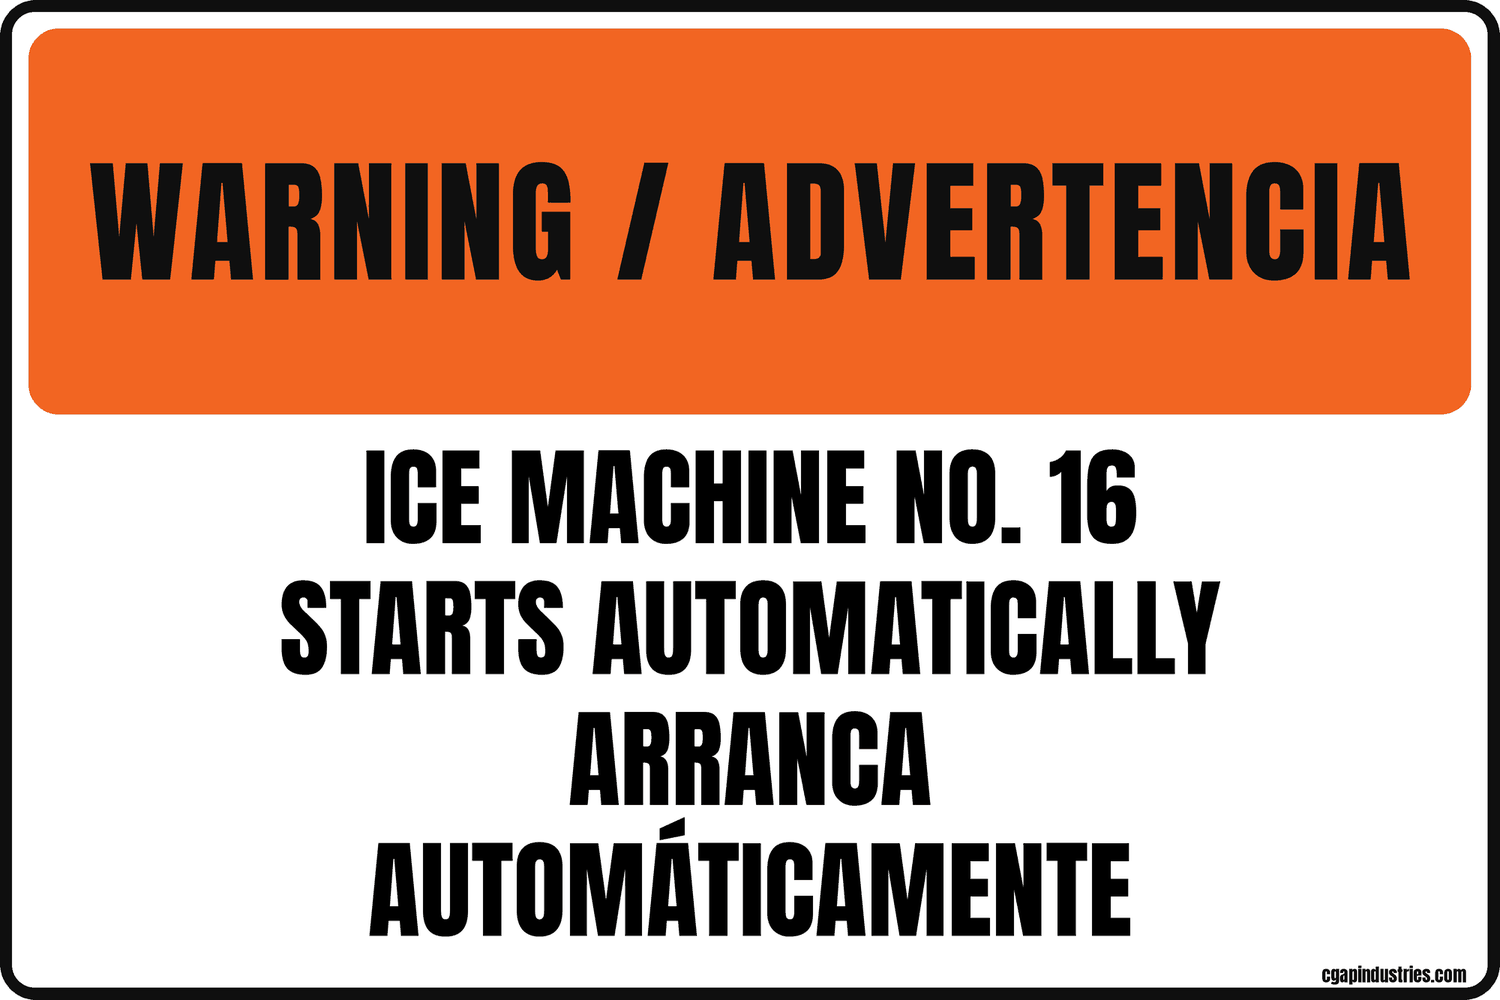 WARNING / ADVERTENCIA
ICE MACHINE NO. 16
STARTS AUTOMATICALLY
ARRANCA
AUTOMÁTICAMENTE
cgapindustries.com